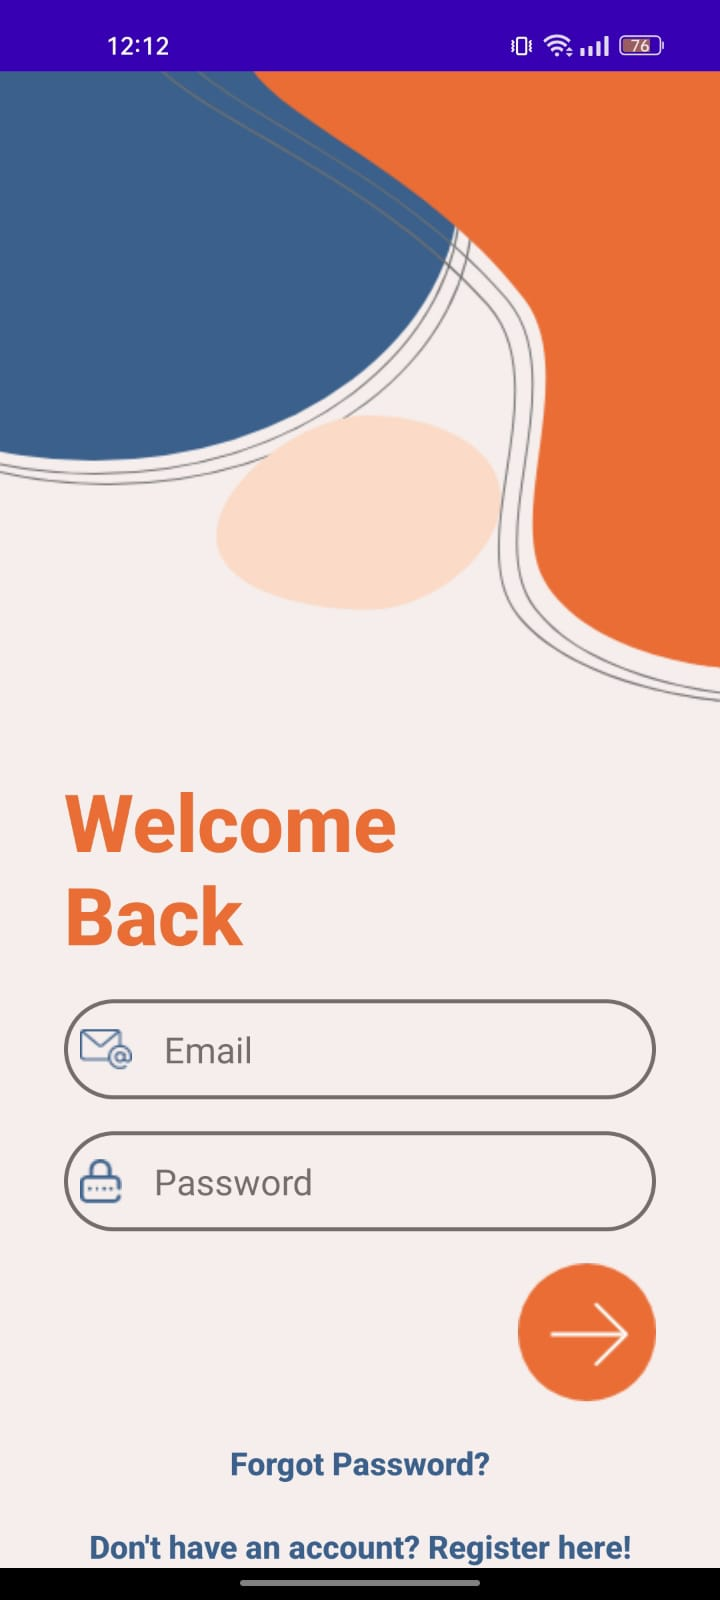 12:12
76
Welcome
Back
Email
Password
Forgot Password?
Don't have an account? Register here!